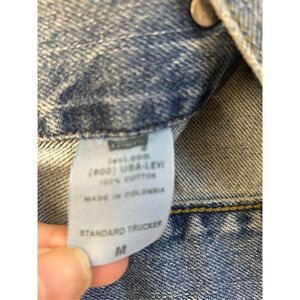 levi.com
(800) USA-LEVI
100% COTTON
MADE IN COLOMBIA
STANDARD TRUCKER
M